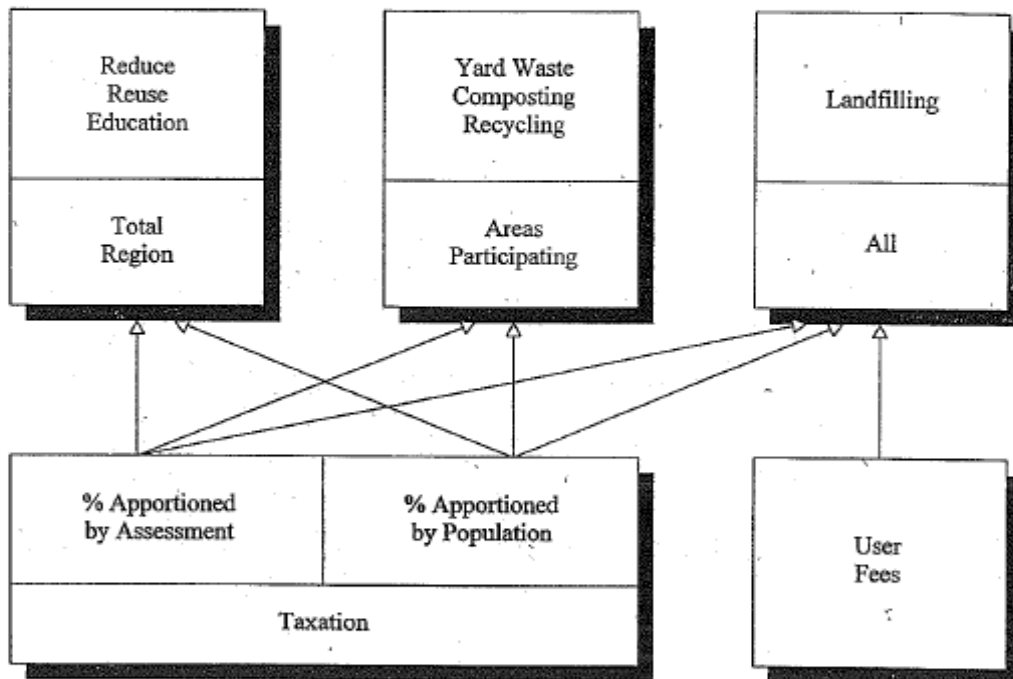 Reduce
Reuse
Education
Total
Region
Yard Waste
Composting
Recycling
Areas
Participating
Landfilling
All
% Apportioned
by Assessment
% Apportioned
by Population
Taxation
User
Fees